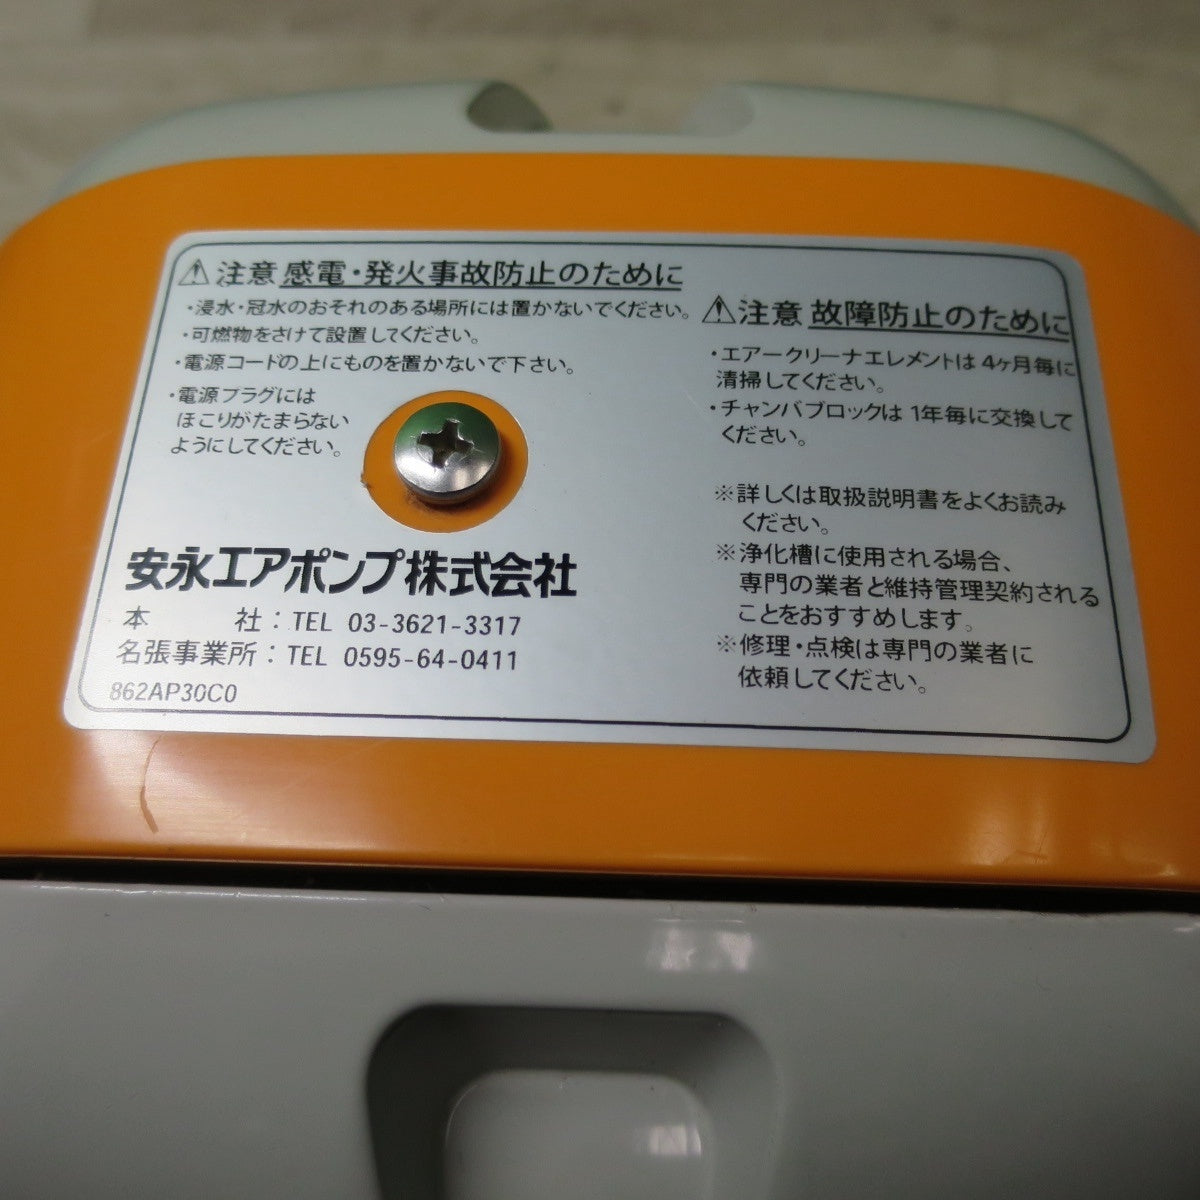 ⚠注意 感電・発火事故防止のために
・浸水・冠水のおそれのある場所には置かないでください。
・可燃物をさけて設置してください。
・電源コードの上にものを置かないで下さい。
・電源プラグには
ほこりがたまらない
ようにしてください。
安永エアポンプ株式会社
本 社：TEL 03-3621-3317
名張事業所：TEL 0595-64-0411
862AP30C0
⚠注意 故障防止のために
・エアークリーナエレメントは 4ヶ月毎に
清掃してください。
・チャンバブロックは 1年毎に交換して
ください。
※詳しくは取扱説明書をよくお読み
ください。
※浄化槽に使用される場合、
専門の業者と維持管理契約される
ことをおすすめします。
※修理・点検は専門の業者に
依頼してください。